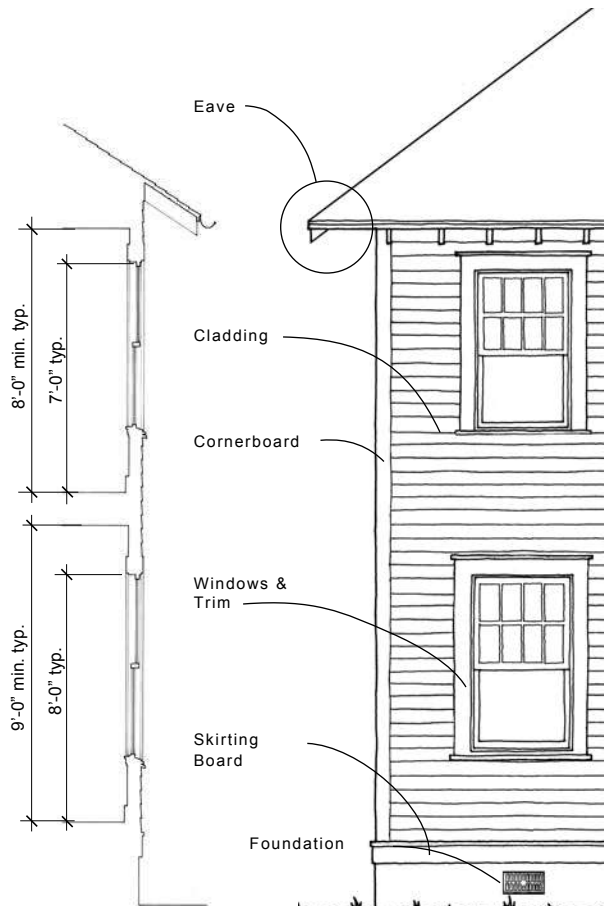 Eave
8'-0” min. typ.
7'-0” typ.
Cladding
Cornerboard
Windows &
Trim
9'-0” min. typ.
8'-0” typ.
Skirting
Board
Foundation